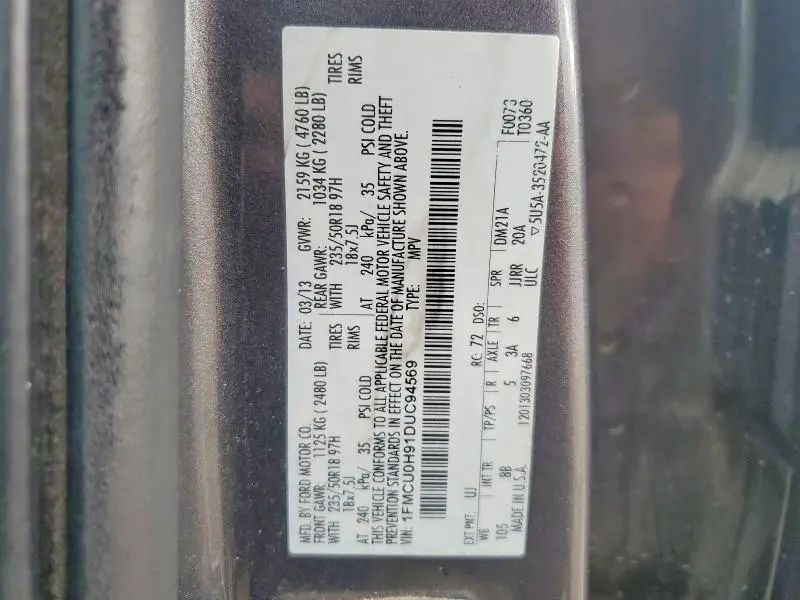 MFD. BY FORD MOTOR CO. DATE: 03/13 GVWR: 2159 KG ( 4760 LB)
FRONT GAWR: 1125 KG ( 2480 LB) REAR GAWR: 1034 KG ( 2280 LB)
WITH 235/50R18 97H TIRES WITH 235/50R18 97H TIRES
18x7.5J RIMS 18x7.5J RIMS
AT 240 kPa/ 35 PSI COLD AT 240 kPa/ 35 PSI COLD
THIS VEHICLE CONFORMS TO ALL APPLICABLE FEDERAL MOTOR VEHICLE SAFETY AND THEFT
PREVENTION STANDARDS IN EFFECT ON THE DATE OF MANUFACTURE SHOWN ABOVE.
VIN: 1FMCU0H91DUC94569 TYPE: MPV
EXT PNT: UJ RC: 72 DSO: F0073
WB INT TR TP/PS R AXLE TR SPR DM21A T0360
105 8B 5 3A 6 JJRR 20A
MADE IN U.S.A. 1201303097668 ULC ▽5U5A-3520472-AA